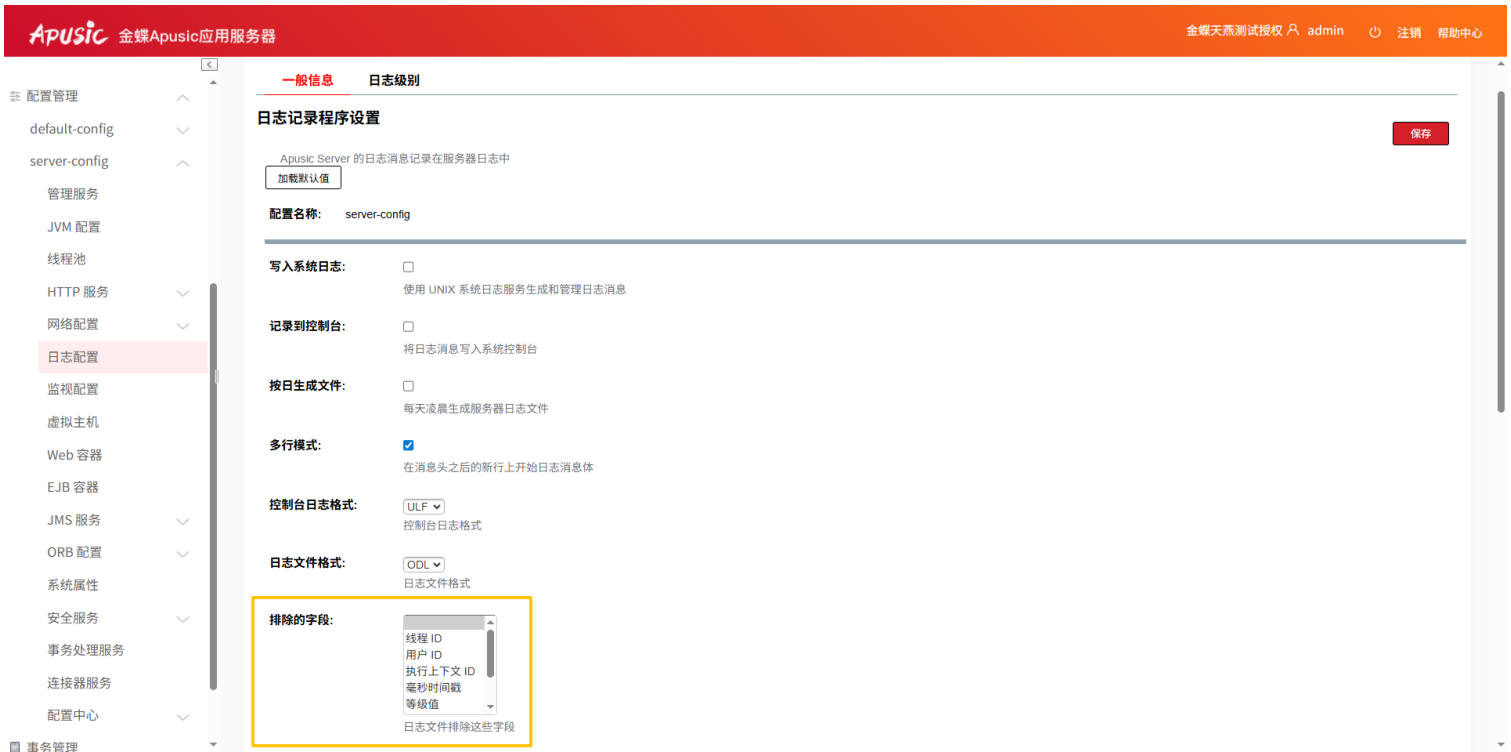 Apusic 金蝶Apusic应用服务器
金蝶天燕测试授权 admin 注销 帮助中心
配置管理
default-config
server-config
管理服务
JVM 配置
线程池
HTTP 服务
网络配置
日志配置
监视配置
虚拟主机
Web 容器
EJB 容器
JMS 服务
ORB 配置
系统属性
安全服务
事务处理服务
连接器服务
配置中心
事务管理
一般信息 日志级别
日志记录程序设置
保存
Apusic Server 的日志消息记录在服务器日志中
加载默认值
配置名称: server-config
写入系统日志:
使用 UNIX 系统日志服务生成和管理日志消息
记录到控制台:
将日志消息写入系统控制台
按日生成文件:
每天凌晨生成服务器日志文件
多行模式:
在消息头之后的新行上开始日志消息体
控制台日志格式: ULF
控制台日志格式
日志文件格式: ODL
日志文件格式
排除的字段:
线程 ID
用户 ID
执行上下文 ID
毫秒时间戳
等级值
日志文件排除这些字段